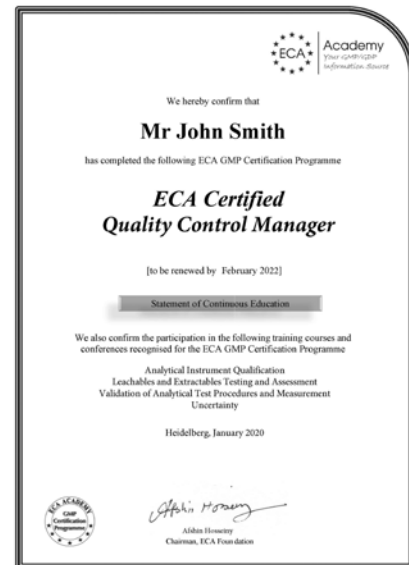 ECA
Academy
Your GMP/GDP
Information Source
We hereby confirm that
Mr John Smith
has completed the following ECA GMP Certification Programme
ECA Certified
Quality Control Manager
[to be renewed by February 2022]
Statement of Continuous Education
We also confirm the participation in the following training courses and
conferences recognised for the ECA GMP Certification Programme
Analytical Instrument Qualification
Leachables and Extractables Testing and Assessment
Validation of Analytical Test Procedures and Measurement
Uncertainty
Heidelberg, January 2020
ECA ACADEMY
GMP
Certification
Programme
Afshin Hosseiny
Afshin Hosseiny
Chairman, ECA Foundation